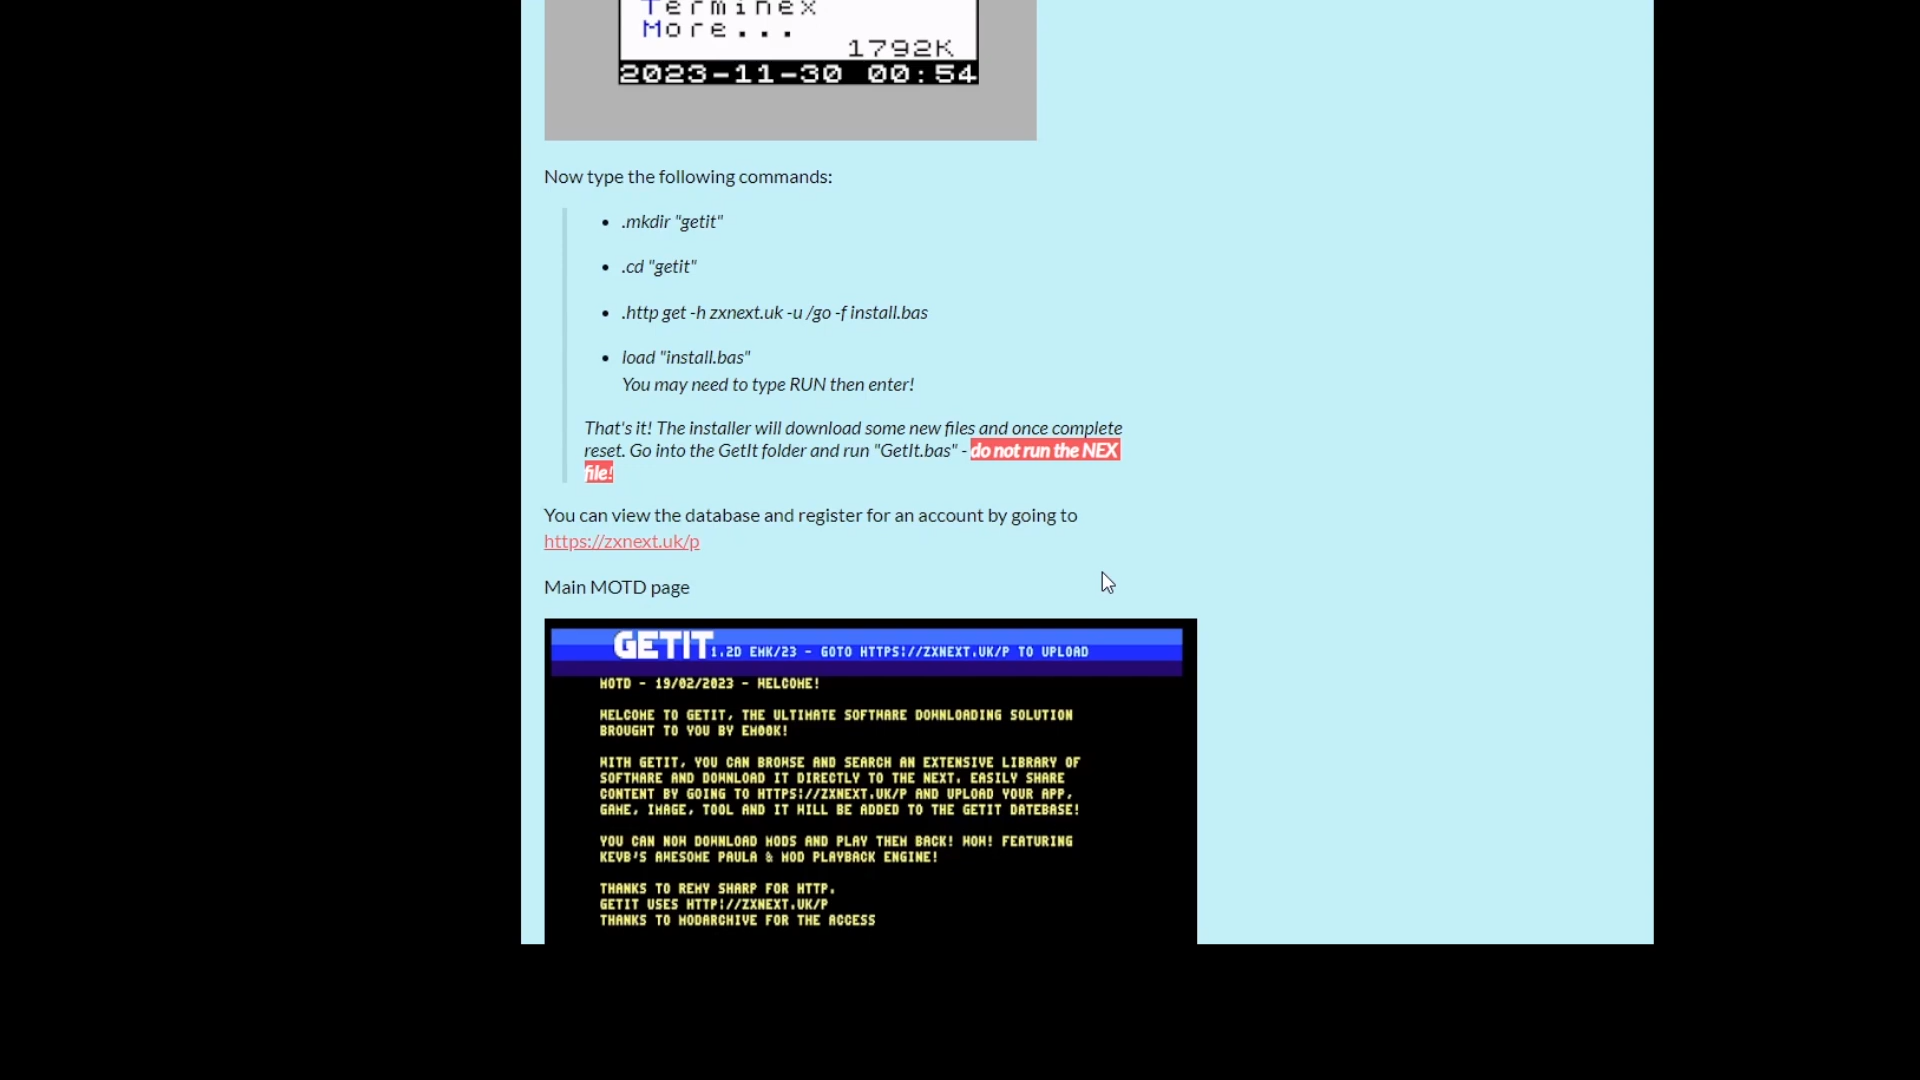 Terminex
More...
1792K
2023-11-30 00:54
Now type the following commands:
• .mkdir "getit"
• .cd "getit"
• .http get -h zxnext.uk -u /go -f install.bas
• load "install.bas"
You may need to type RUN then enter!
That's it! The installer will download some new files and once complete
reset. Go into the GetIt folder and run "GetIt.bas" - do not run the NEX
file!
You can view the database and register for an account by going to
https://zxnext.uk/p
Main MOTD page
GETIT 1.2D EMK/23 - GOTO HTTPS://ZXNEXT.UK/P TO UPLOAD
MOTD - 19/02/2023 - WELCOME!
WELCOME TO GETIT, THE ULTIMATE SOFTWARE DOWNLOADING SOLUTION
BROUGHT TO YOU BY EM00K!
WITH GETIT, YOU CAN BROWSE AND SEARCH AN EXTENSIVE LIBRARY OF
SOFTWARE AND DOWNLOAD IT DIRECTLY TO THE NEXT. EASILY SHARE
CONTENT BY GOING TO HTTPS://ZXNEXT.UK/P AND UPLOAD YOUR APP,
GAME, IMAGE, TOOL AND IT WILL BE ADDED TO THE GETIT DATEBASE!
YOU CAN NOW DOWNLOAD MODS AND PLAY THEM BACK! WOW! FEATURING
KEVB'S AWESOME PAULA & MOD PLAYBACK ENGINE!
THANKS TO REMY SHARP FOR HTTP.
GETIT USES HTTP://ZXNEXT.UK/P
THANKS TO MODARCHIVE FOR THE ACCESS